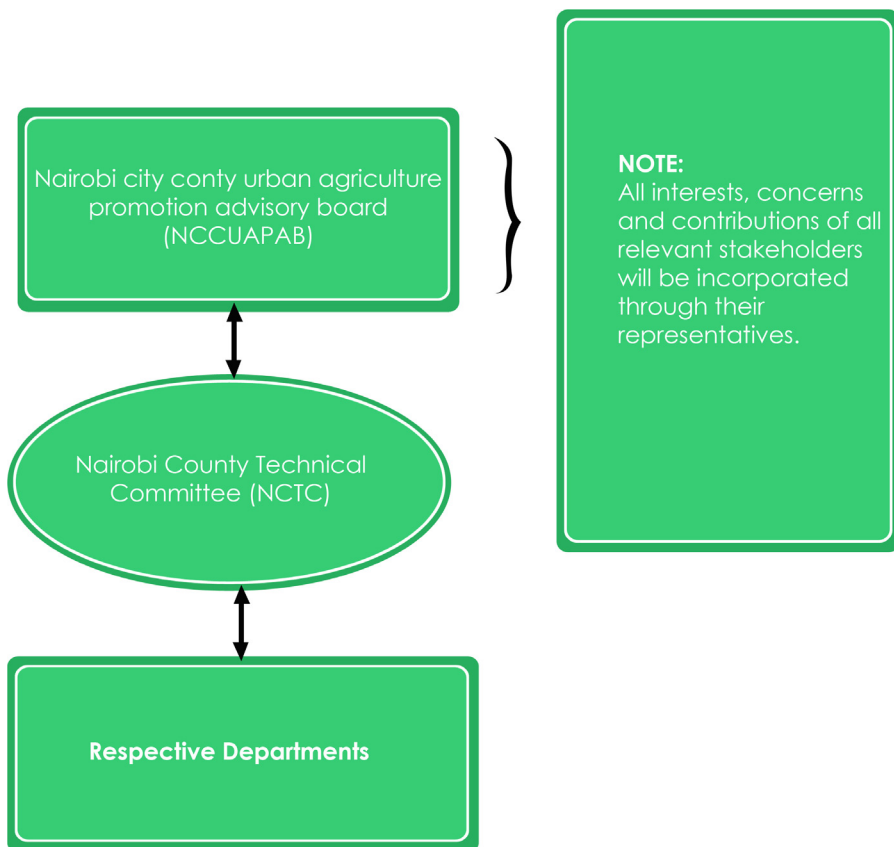 Nairobi city conty urban agriculture
promotion advisory board
(NCCUAPAB)
NOTE:
All interests, concerns
and contributions of all
relevant stakeholders
will be incorporated
through their
representatives.
Nairobi County Technical
Committee (NCTC)
Respective Departments